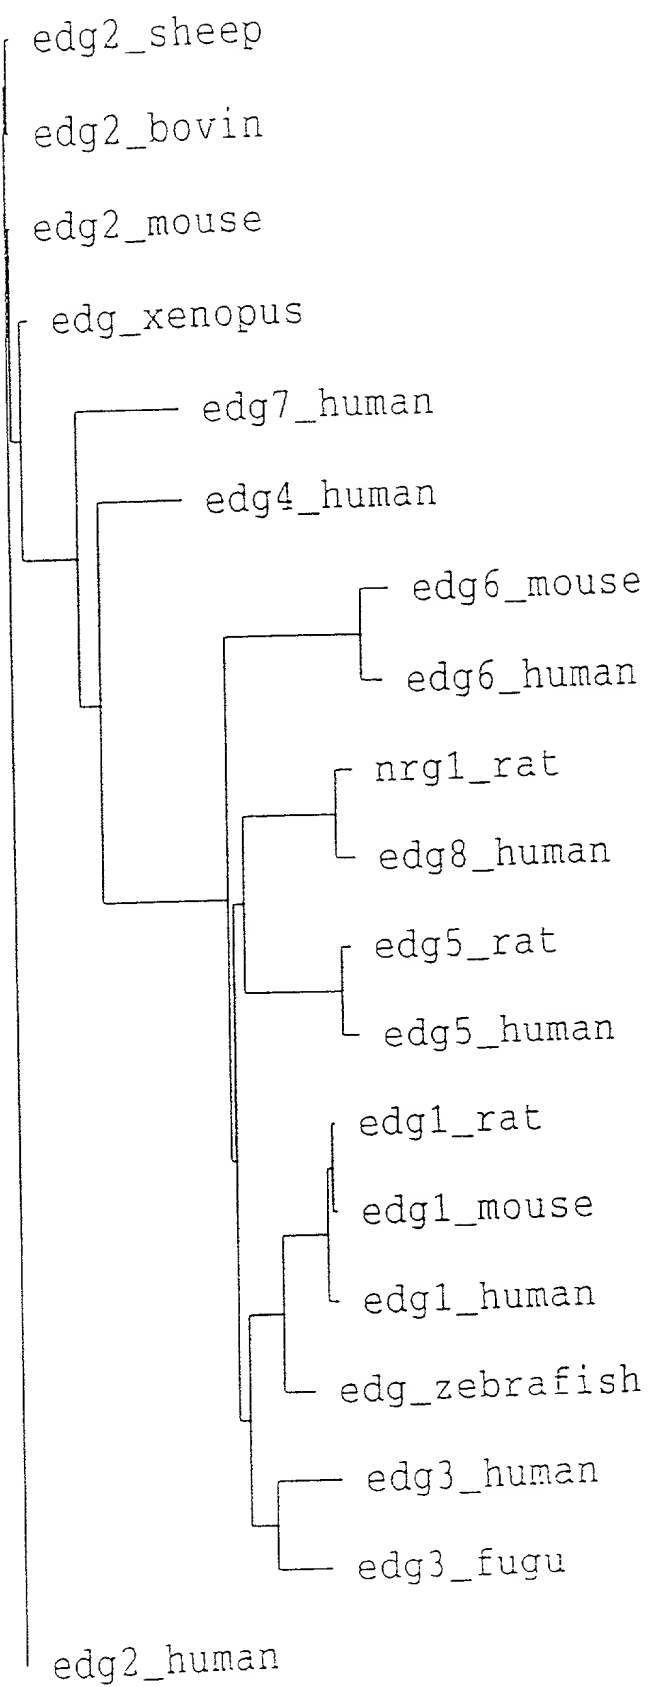 edg2_sheep
edg2_bovin
edg2_mouse
edg_xenopus
edg7_human
edg4_human
edg6_mouse
edg6_human
nrg1_rat
edg8_human
edg5_rat
edg5_human
edg1_rat
edg1_mouse
edg1_human
edg_zebrafish
edg3_human
edg3_fugu
edg2_human